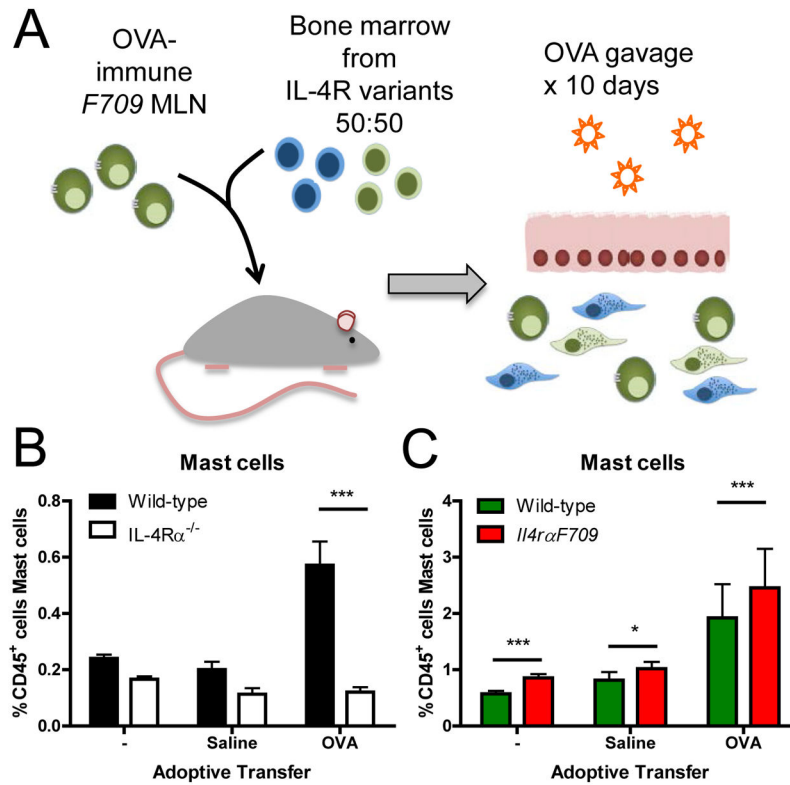 A
OVA-
immune
F709 MLN
Bone marrow
from
IL-4R variants
50:50
OVA gavage
x 10 days
B
Mast cells
%CD45⁺ cells Mast cells
0.8
0.6
0.4
0.2
0.0
Wild-type
IL-4Rα⁻/⁻
***
-
Saline
OVA
Adoptive Transfer
C
Mast cells
%CD45⁺ cells Mast cells
4
3
2
1
0
Wild-type
Il4rαF709
***
*
***
-
Saline
OVA
Adoptive Transfer